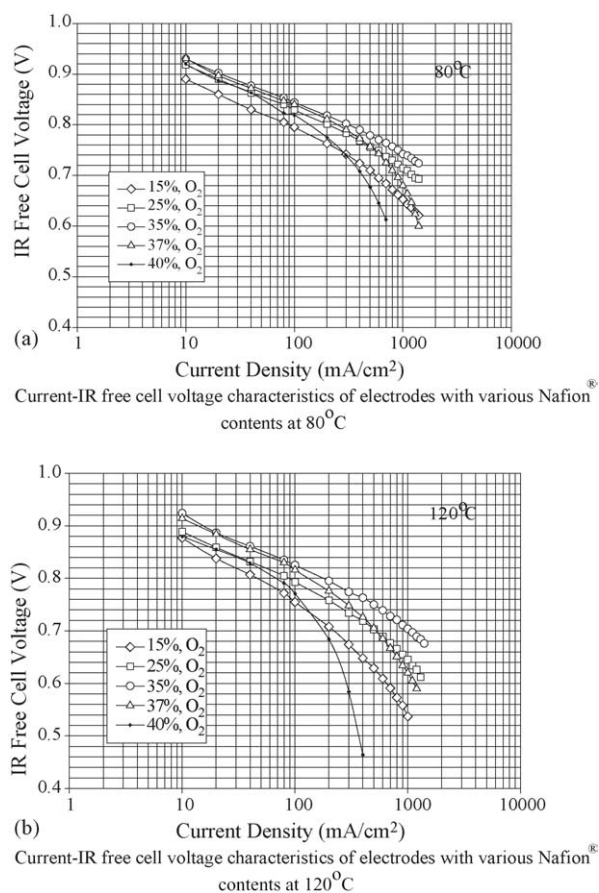 1.0
0.9
0.8
0.7
0.6
0.5
0.4
IR Free Cell Voltage (V)
80°C
15%, O₂
25%, O₂
35%, O₂
37%, O₂
40%, O₂
(a)
1 10 100 1000 10000
Current Density (mA/cm²)
Current-IR free cell voltage characteristics of electrodes with various Nafion®
contents at 80°C
1.0
0.9
0.8
0.7
0.6
0.5
0.4
IR Free Cell Voltage (V)
120°C
15%, O₂
25%, O₂
35%, O₂
37%, O₂
40%, O₂
1 10 100 1000 10000
(b)
Current Density (mA/cm²)
Current-IR free cell voltage characteristics of electrodes with various Nafion®
contents at 120°C